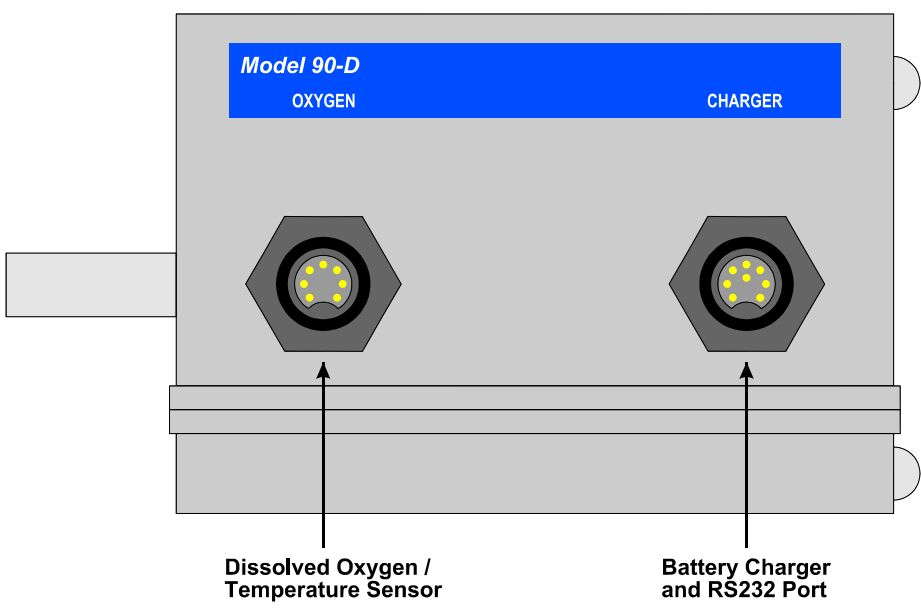 Model 90-D
OXYGEN CHARGER
Dissolved Oxygen /
Temperature Sensor
Battery Charger
and RS232 Port